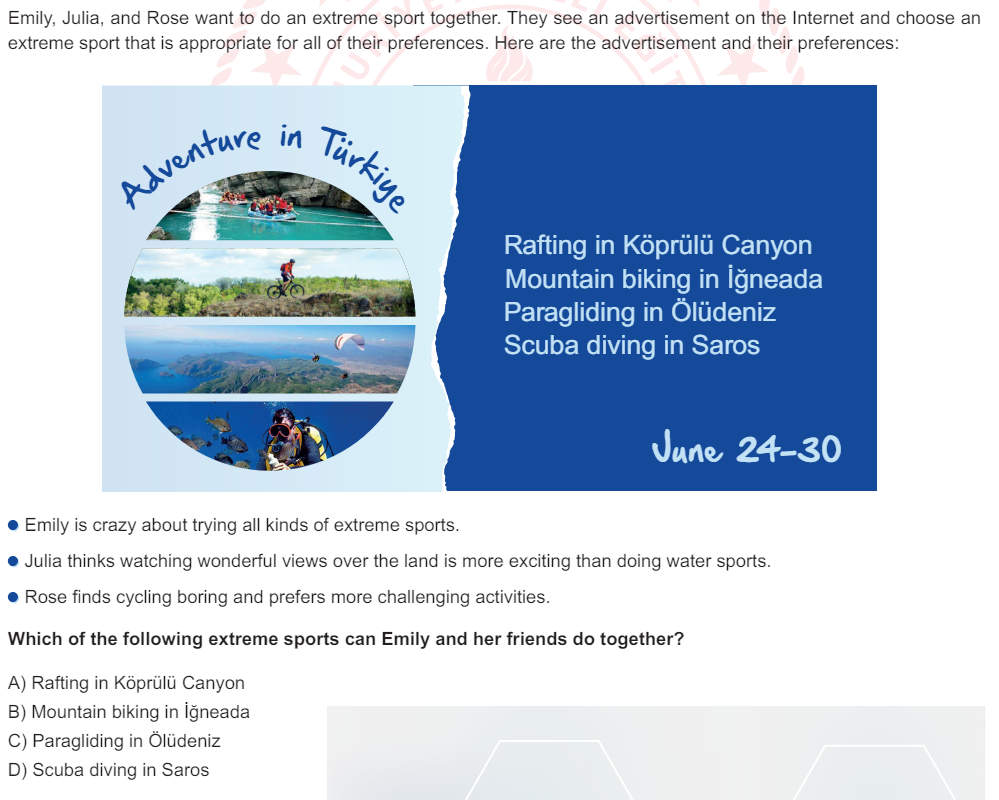 Emily, Julia, and Rose want to do an extreme sport together. They see an advertisement on the Internet and choose an
extreme sport that is appropriate for all of their preferences. Here are the advertisement and their preferences:
Adventure in Türkiye
Rafting in Köprülü Canyon
Mountain biking in İğneada
Paragliding in Ölüdeniz
Scuba diving in Saros
June 24-30
● Emily is crazy about trying all kinds of extreme sports.
● Julia thinks watching wonderful views over the land is more exciting than doing water sports.
● Rose finds cycling boring and prefers more challenging activities.
Which of the following extreme sports can Emily and her friends do together?
A) Rafting in Köprülü Canyon
B) Mountain biking in İğneada
C) Paragliding in Ölüdeniz
D) Scuba diving in Saros